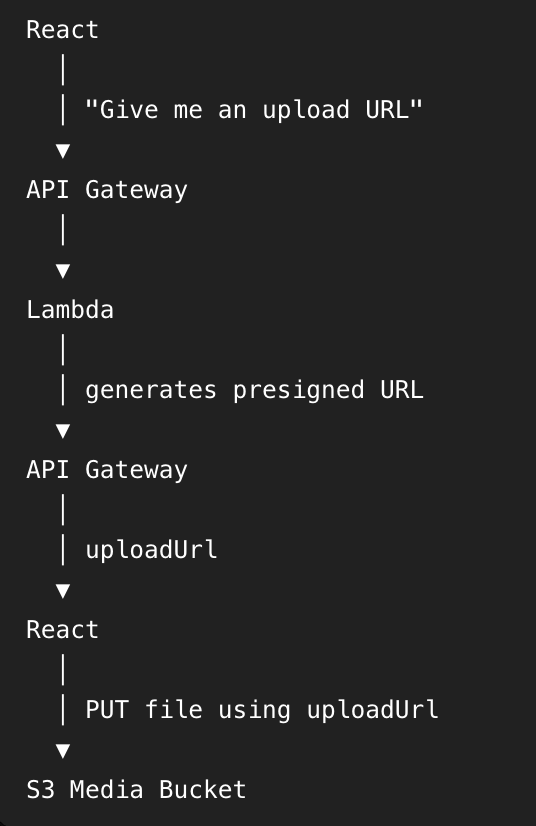 React
│
│ "Give me an upload URL"
▼
API Gateway
│
▼
Lambda
│
│ generates presigned URL
▼
API Gateway
│
│ uploadUrl
▼
React
│
│ PUT file using uploadUrl
▼
S3 Media Bucket